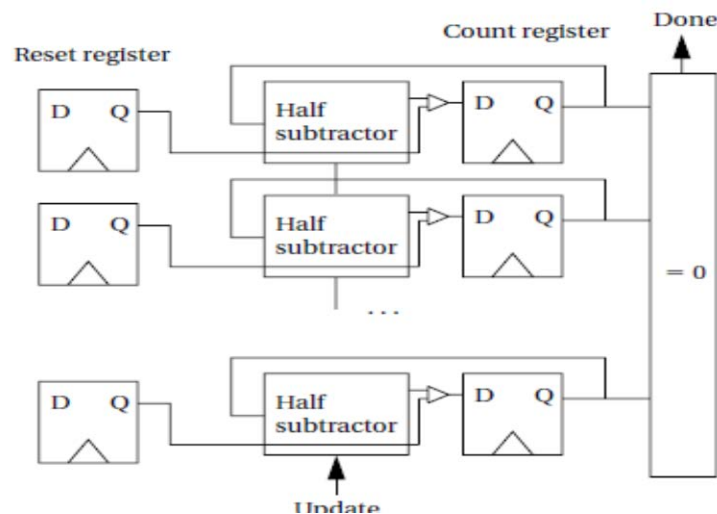 Done
Count register
Reset register
D Q
Half
subtractor
D Q
D Q
Half
subtractor
D Q
= 0
...
D Q
Half
subtractor
D Q
Update